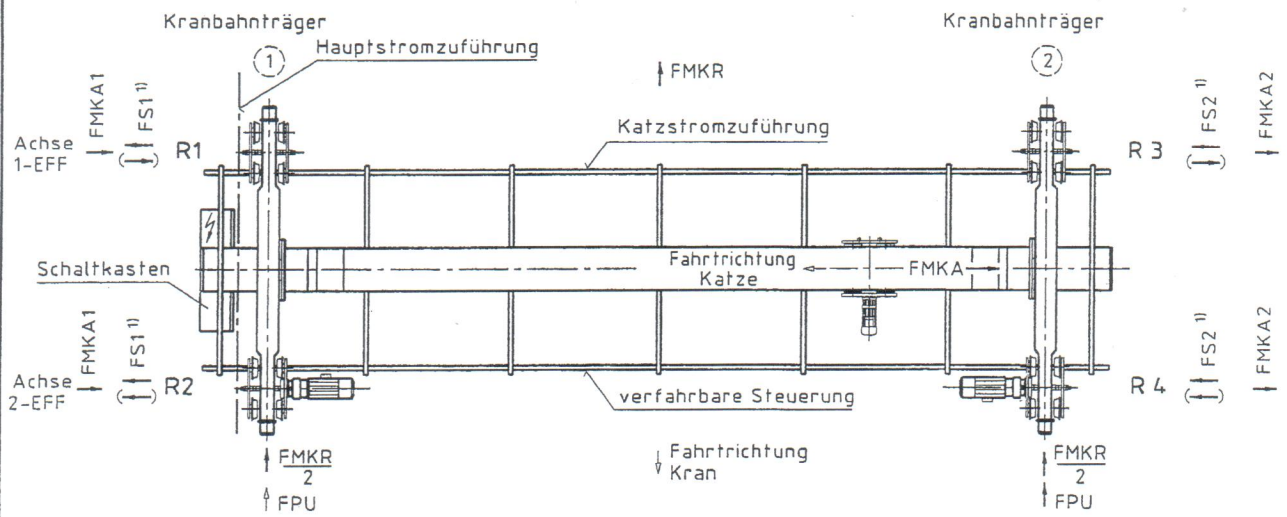 Kranbahnträger
Kranbahnträger
Hauptstromzuführung
1
2
FMKR
FMKA1
FS1 1)
Achse
1-EFF
R1
Katzstromzuführung
R3
FS2 1)
FMKA2
Schaltkasten
Fahrtrichtung
Katze
FMKA
FMKA1
FS1 1)
Achse
2-EFF
R2
verfahrbare Steuerung
R4
FS2 1)
FMKA2
FMKR
2
FPU
Fahrtrichtung
Kran
FMKR
2
FPU